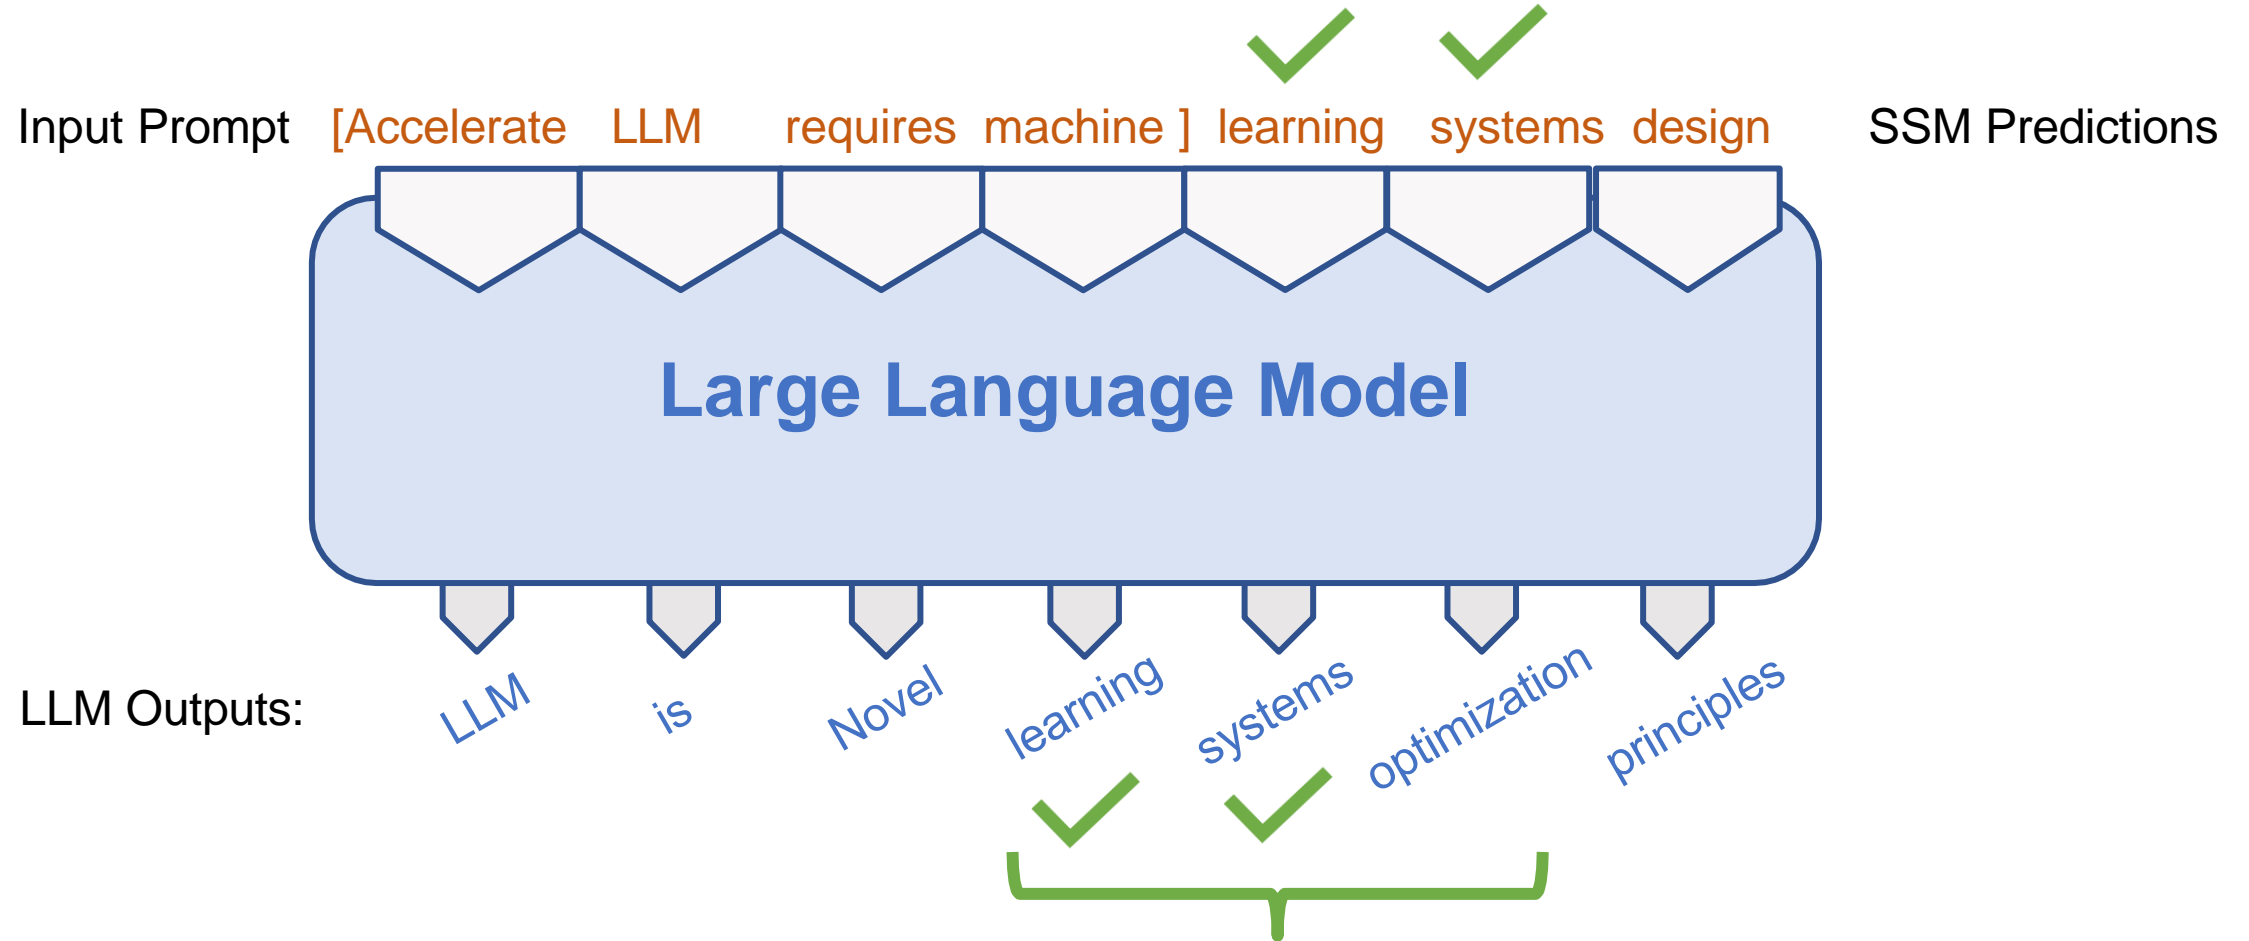 Input Prompt [Accelerate LLM requires machine ] learning systems design SSM Predictions
Large Language Model
LLM Outputs: LLM is Novel learning systems optimization principles